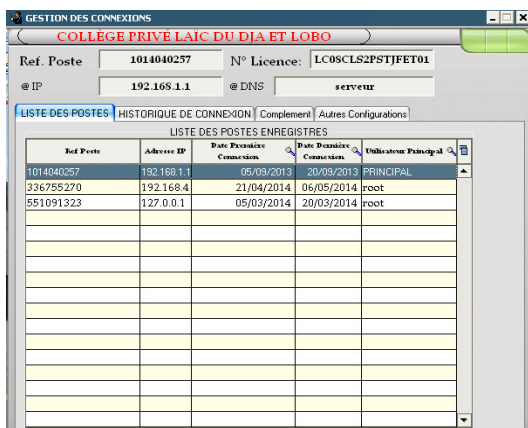 GESTION DES CONNEXIONS
COLLÈGE PRIVÉ LAÏC DU DJA ET LOBO
Ref. Poste 1014040257 N° Licence: LC0SCLS2PSTJFET01
@ IP 192.168.1.1 @ DNS serveur
LISTE DES POSTES HISTORIQUE DE CONNEXION Complement Autres Configurations
LISTE DES POSTES ENREGISTRES
Ref Poste Adresse IP Date Première Connexion Date Dernière Connexion Utilisateur Principal
1014040257 192.168.1.1 05/09/2013 20/09/2013 PRINCIPAL
336755270 192.168.4 21/04/2014 06/05/2014 root
551091323 127.0.0.1 05/03/2014 20/03/2014 root